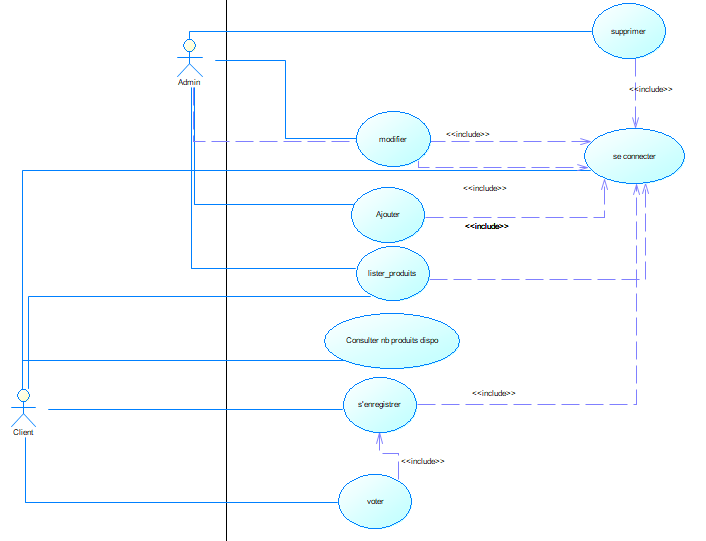 supprimer
Admin
<<include>>
<<include>>
modifier
se connecter
<<include>>
Ajouter
<<include>>
lister_produits
Consulter nb produits dispo
<<include>>
s'enregistrer
Client
<<include>>
voter